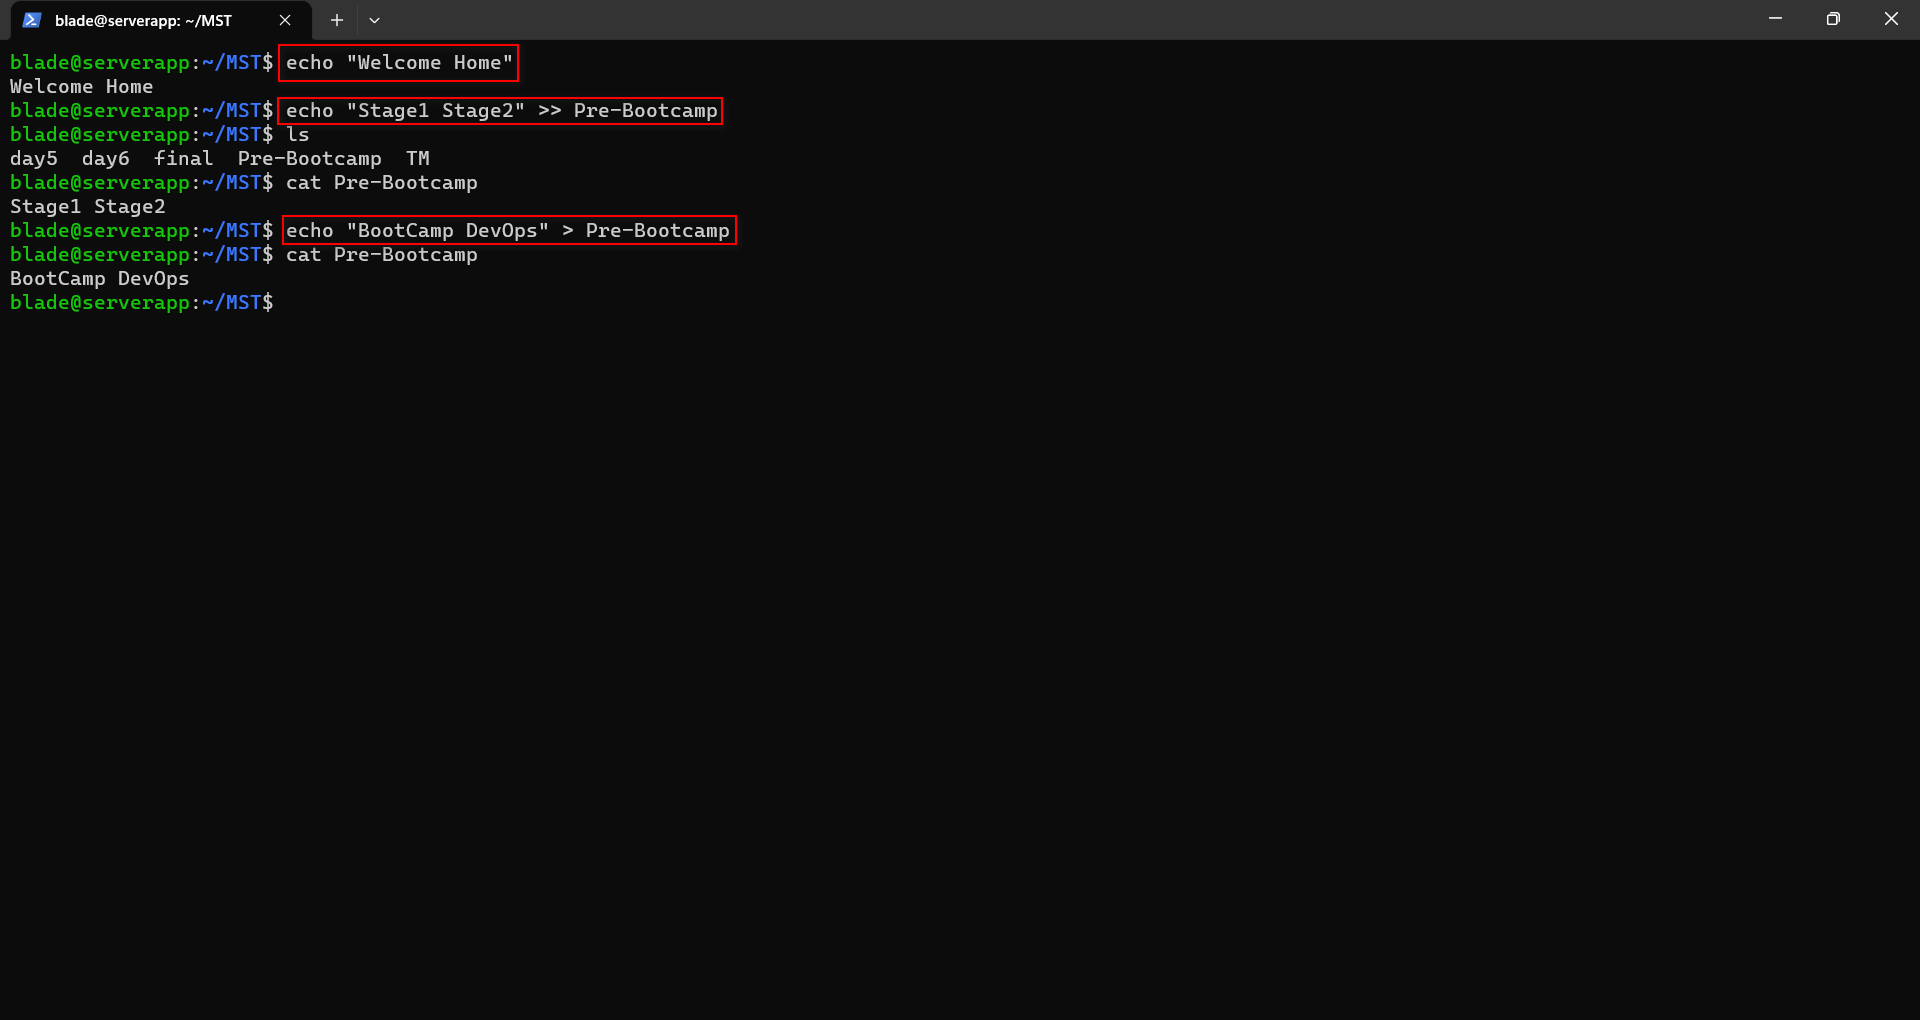 blade@serverapp: ~/MST
blade@serverapp:~/MST$ echo "Welcome Home"
Welcome Home
blade@serverapp:~/MST$ echo "Stage1 Stage2" >> Pre-Bootcamp
blade@serverapp:~/MST$ ls
day5  day6  final  Pre-Bootcamp  TM
blade@serverapp:~/MST$ cat Pre-Bootcamp
Stage1 Stage2
blade@serverapp:~/MST$ echo "BootCamp DevOps" > Pre-Bootcamp
blade@serverapp:~/MST$ cat Pre-Bootcamp
BootCamp DevOps
blade@serverapp:~/MST$